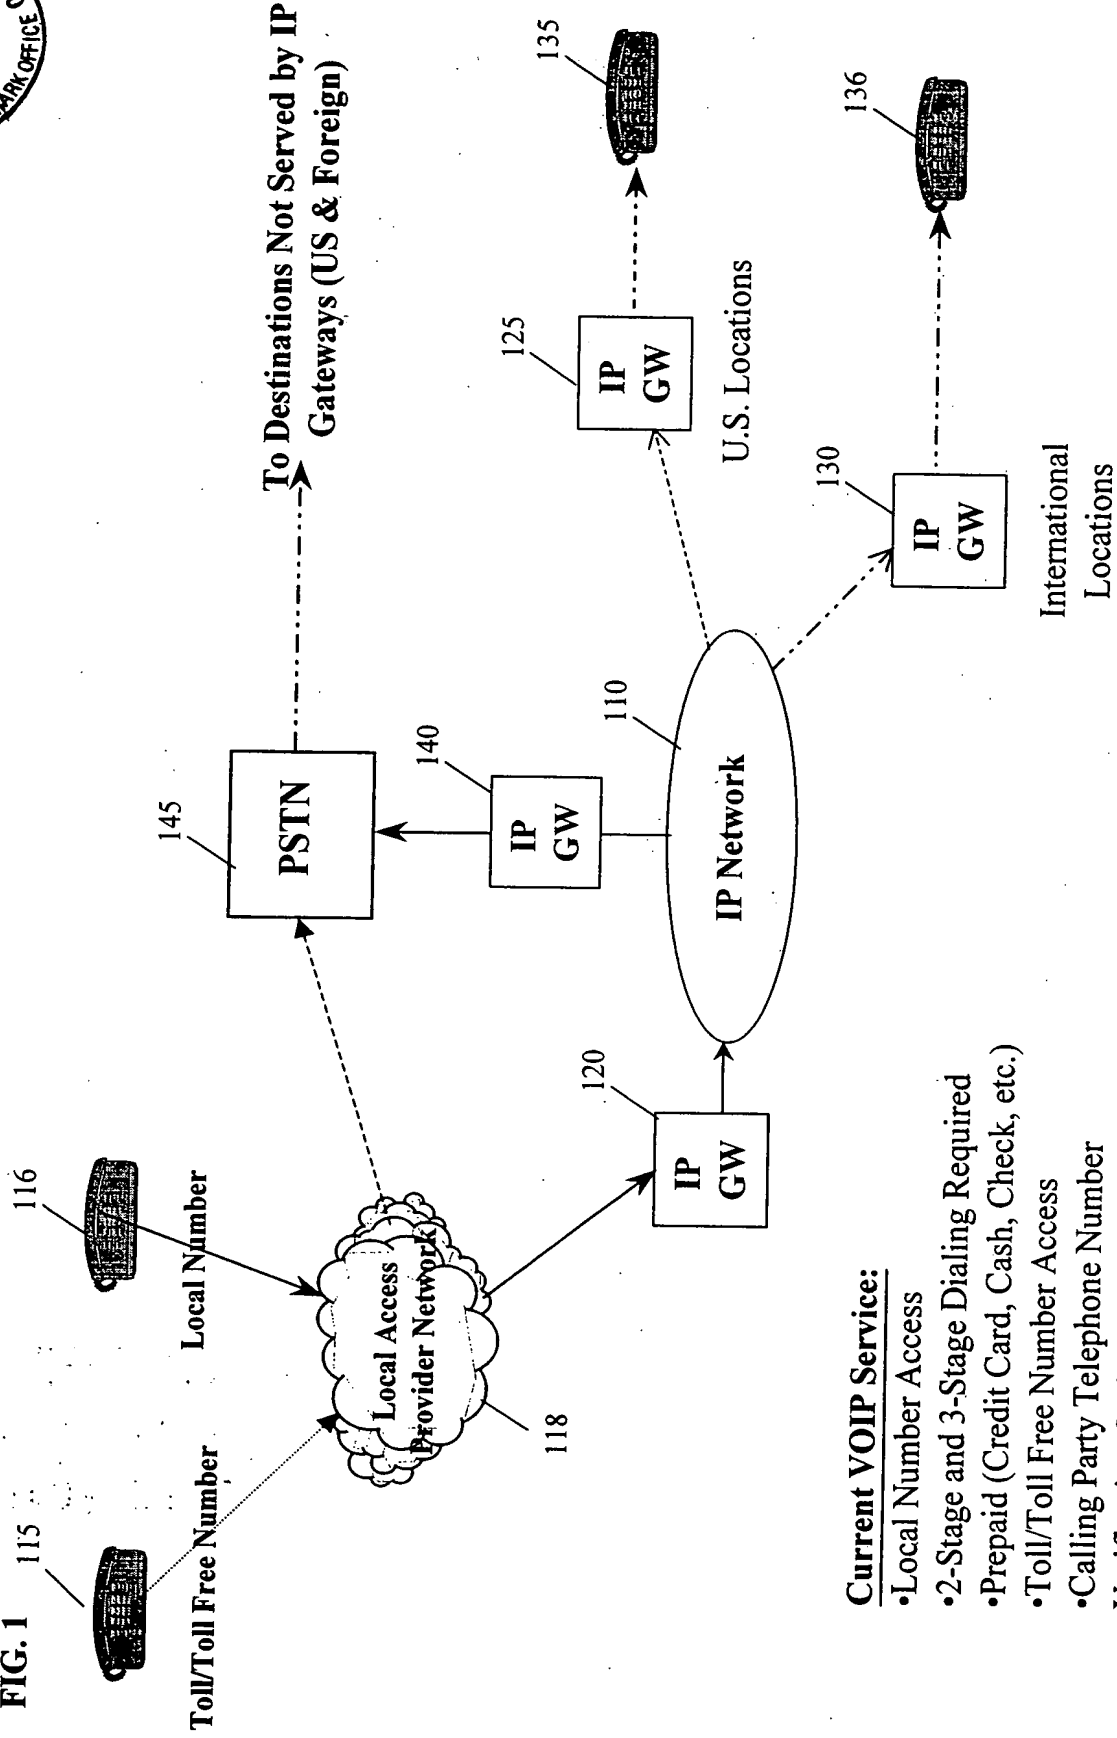 FIG. 1
115
Toll/Toll Free Number
116
Local Number
Local Access
Provider Network
118
145
PSTN
To Destinations Not Served by IP
Gateways (US & Foreign)
140
IP
GW
120
IP
GW
110
IP Network
125
IP
GW
U.S. Locations
135
130
IP
GW
International
Locations
136
Current VOIP Service:
•Local Number Access
•2-Stage and 3-Stage Dialing Required
•Prepaid (Credit Card, Cash, Check, etc.)
•Toll/Toll Free Number Access
•Calling Party Telephone Number
ARK OFFICE